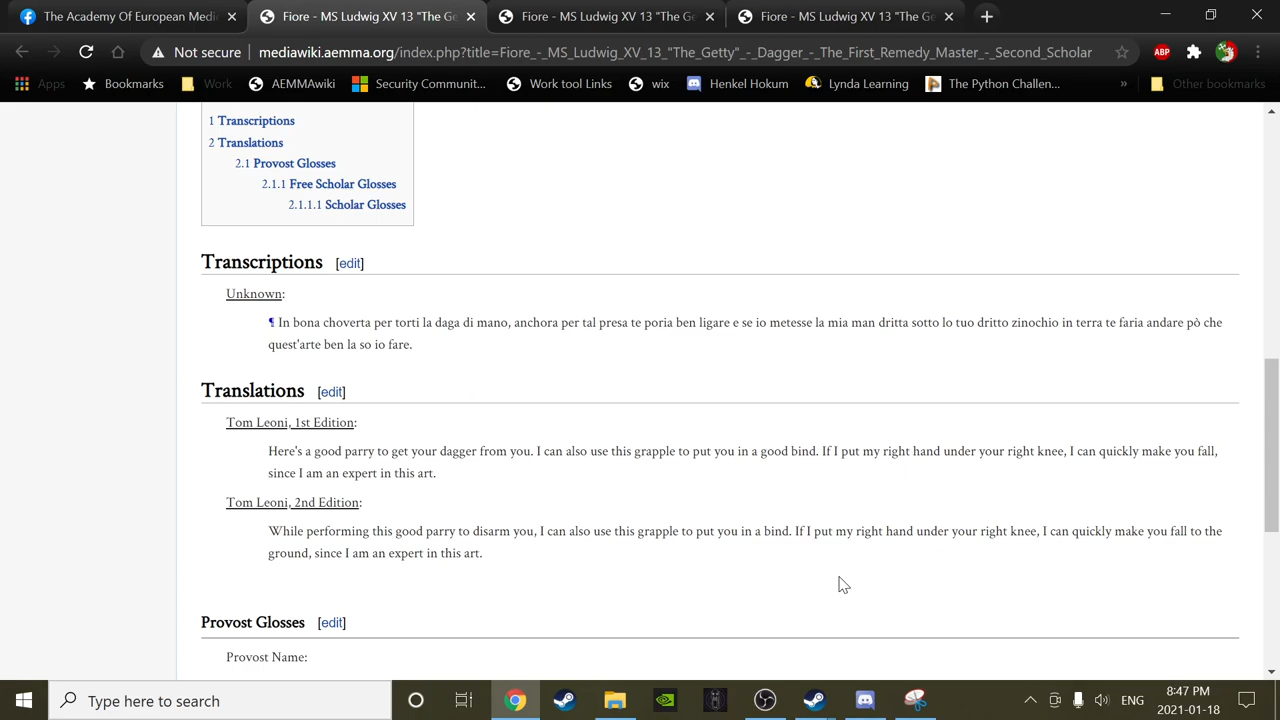 The Academy Of European Medi
Fiore - MS Ludwig XV 13 "The Ge
Fiore - MS Ludwig XV 13 "The G
Fiore - MS Ludwig XV 13 "The G
Not secure
mediawiki.aemma.org/index.php?title=Fiore_-_MS_Ludwig_XV_13_"The_Getty"_-_Dagger_-_The_First_Remedy_Master_-_Second_Scholar
ABP
Apps Bookmarks Work AEMMAwiki Security Communit... Work tool Links wix Henkel Hokum Lynda Learning The Python Challen... » Other bookmarks
1 Transcriptions
2 Translations
2.1 Provost Glosses
2.1.1 Free Scholar Glosses
2.1.1.1 Scholar Glosses
Transcriptions [edit]
Unknown:
¶ In bona choverta per torti la daga di mano, anchora per tal presa te poria ben ligare e se io metesse la mia man dritta sotto lo tuo dritto zinochio in terra te faria andare pò che
quest'arte ben la so io fare.
Translations [edit]
Tom Leoni, 1st Edition:
Here's a good parry to get your dagger from you. I can also use this grapple to put you in a good bind. If I put my right hand under your right knee, I can quickly make you fall,
since I am an expert in this art.
Tom Leoni, 2nd Edition:
While performing this good parry to disarm you, I can also use this grapple to put you in a bind. If I put my right hand under your right knee, I can quickly make you fall to the
ground, since I am an expert in this art.
Provost Glosses [edit]
Provost Name:
Type here to search
ENG
8:47 PM
2021-01-18